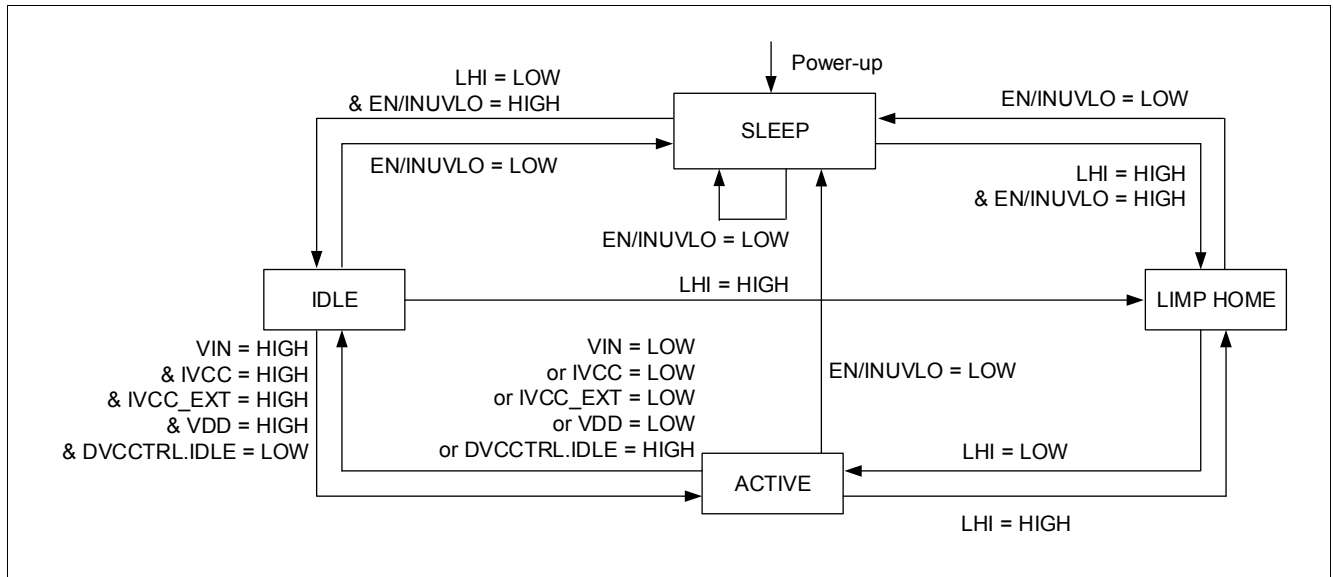 Power-up
LHI = LOW
& EN/INUVLO = HIGH
EN/INUVLO = LOW
SLEEP
EN/INUVLO = LOW
LHI = HIGH
& EN/INUVLO = HIGH
EN/INUVLO = LOW
IDLE
LHI = HIGH
LIMP HOME
VIN = HIGH
& IVCC = HIGH
& IVCC_EXT = HIGH
& VDD = HIGH
& DVCCTRL.IDLE = LOW
VIN = LOW
or IVCC = LOW
or IVCC_EXT = LOW
or VDD = LOW
or DVCCTRL.IDLE = HIGH
EN/INUVLO = LOW
LHI = LOW
ACTIVE
LHI = HIGH